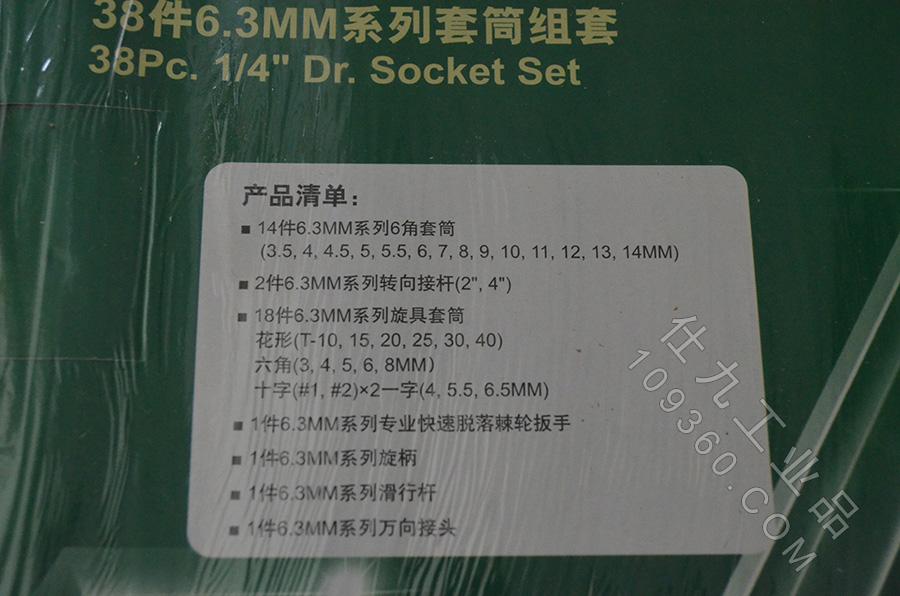 38件6.3MM系列套筒组套
38Pc. 1/4" Dr. Socket Set
产品清单:
■ 14件6.3MM系列6角套筒
(3.5, 4, 4.5, 5, 5.5, 6, 7, 8, 9, 10, 11, 12, 13, 14MM)
■ 2件6.3MM系列转向接杆(2", 4")
■ 18件6.3MM系列旋具套筒
花形(T-10, 15, 20, 25, 30, 40)
六角(3, 4, 5, 6, 8MM)
十字(#1, #2)×2一字(4, 5.5, 6.5MM)
■ 1件6.3MM系列专业快速脱落棘轮扳手
■ 1件6.3MM系列旋柄
■ 1件6.3MM系列滑行杆
■ 1件6.3MM系列万向接头
仕九工业品
109360.COM